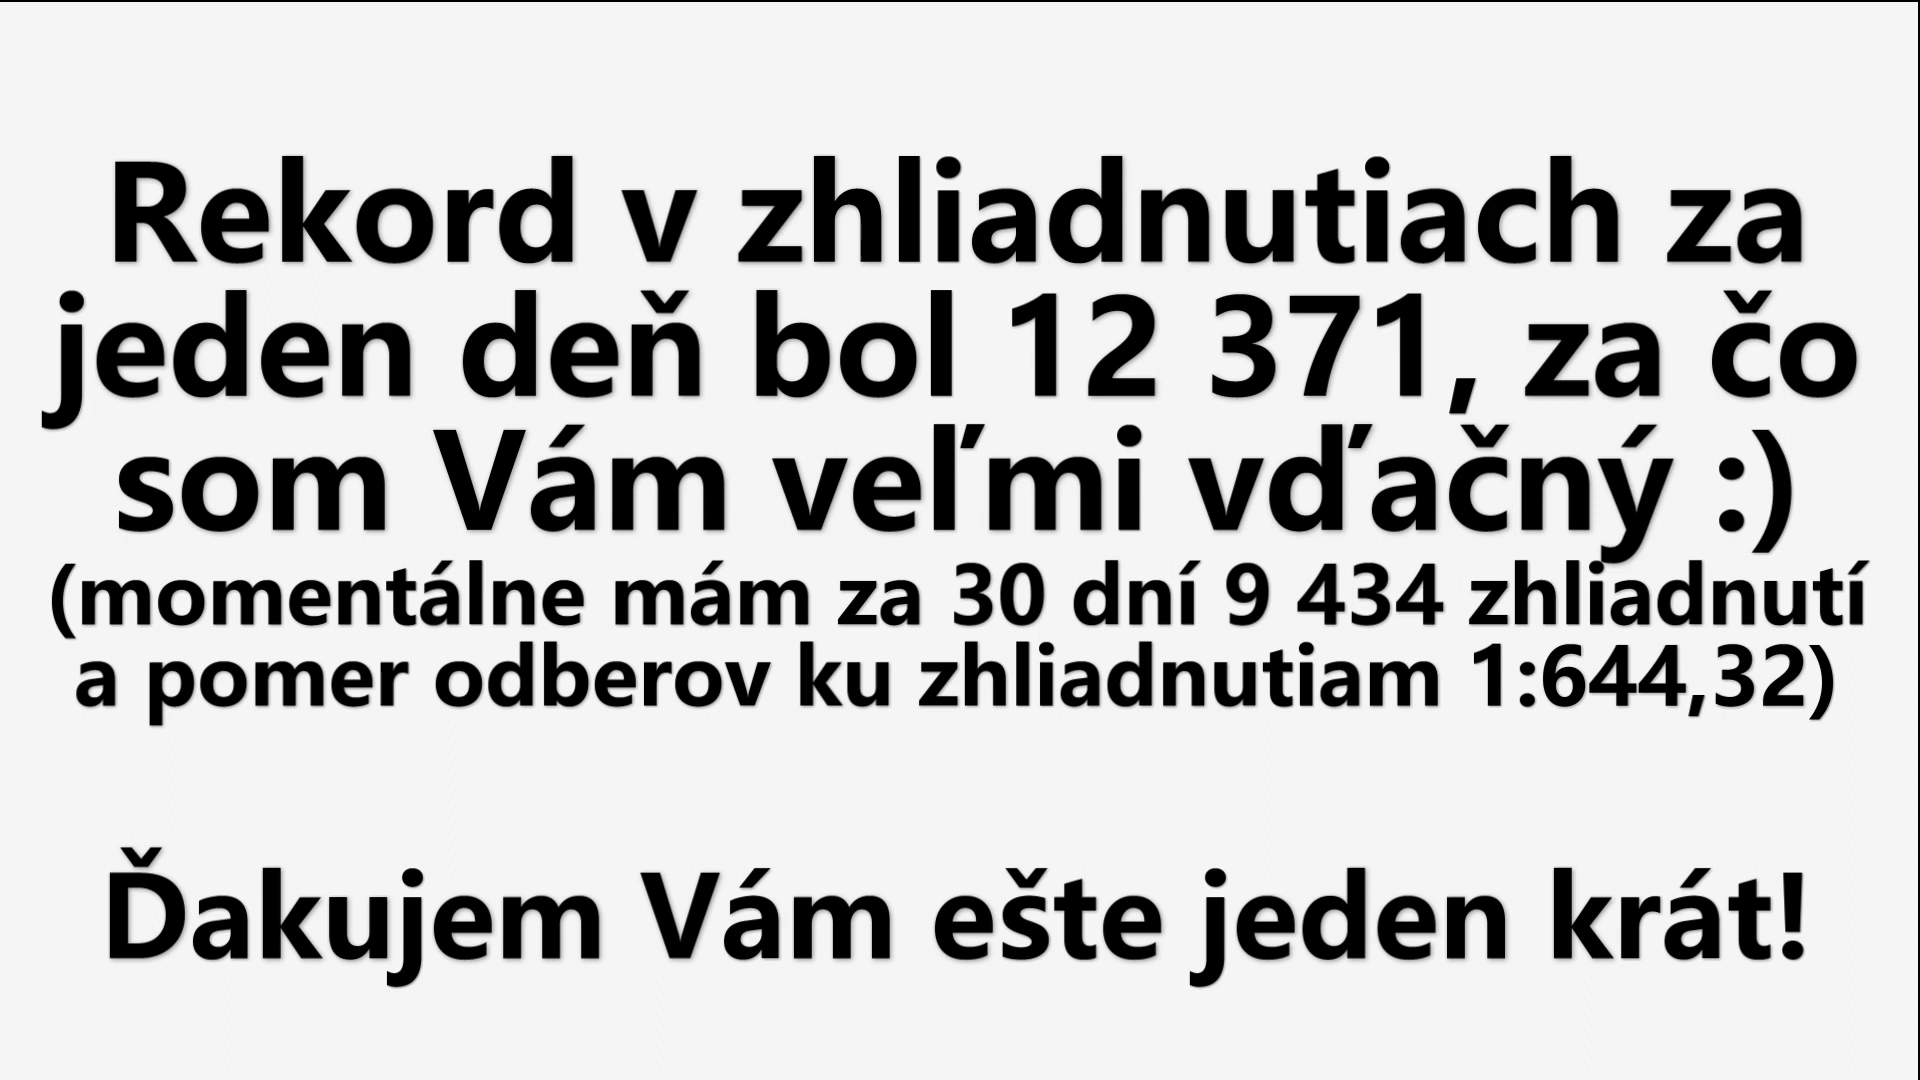 Rekord v zhliadnutiach za
jeden deň bol 12 371, za čo
som Vám veľmi vďačný :)
(momentálne mám za 30 dní 9 434 zhliadnutí
a pomer odberov ku zhliadnutiam 1:644,32)
Ďakujem Vám ešte jeden krát!